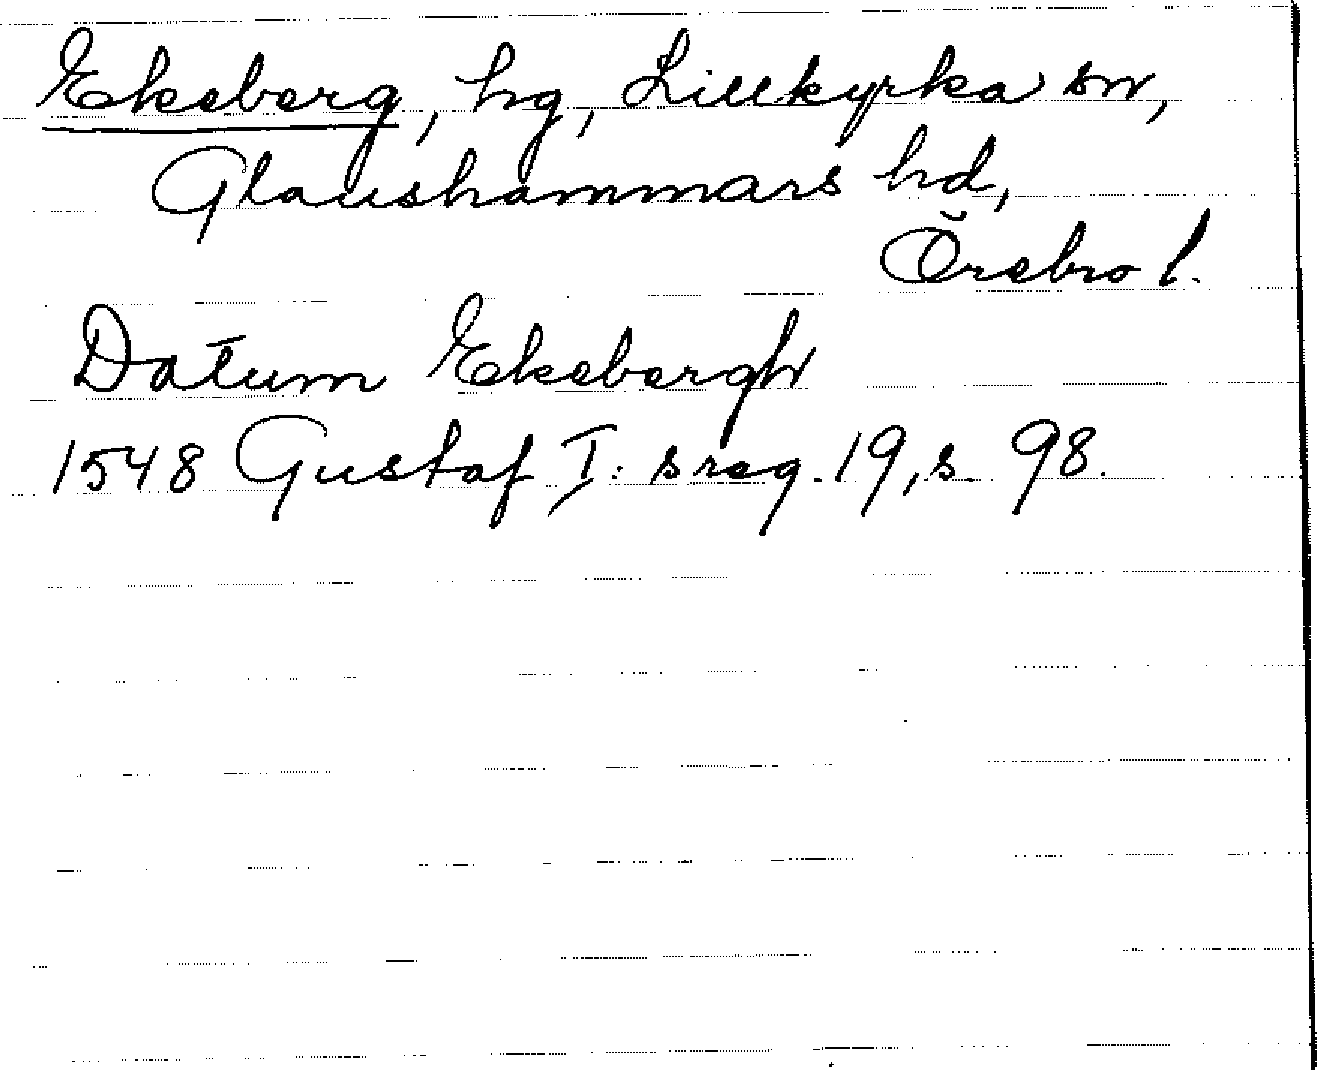 Ekeberg, hg, Lillkyrka sn,
Glanshammars hd,
Örebro l.
Datum Ekebergh
1548 Gustaf I: s reg. 19, s. 98.